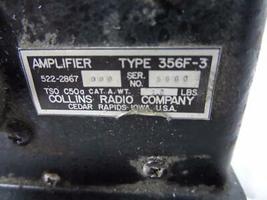 AMPLIFIER TYPE 356F-3
522-2867 000 SER. NO.
TSO C50a CAT. A. WT. LBS.
COLLINS RADIO COMPANY
CEDAR RAPIDS, IOWA, U.S.A.